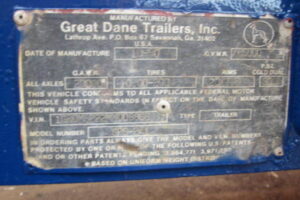 MANUFACTURED BY
Great Dane Trailers, Inc.
Lathrop Ave. P.O. Box 67 Savannah, Ga. 31402
U.S.A.
DATE OF MANUFACTURE G.V.W.R.
G.A.W.R. TIRES RIMS P.S.I. COLD DUAL
ALL AXLES
THIS VEHICLE CONFORMS TO ALL APPLICABLE FEDERAL MOTOR
VEHICLE SAFETY STANDARDS IN EFFECT ON THE DATE OF MANUFACTURE
SHOWN ABOVE.
V.I.N. TYPE TRAILER
MODEL NUMBER
IN ORDERING PARTS ALWAYS GIVE THE MODEL AND V.I.N. NUMBERS
PROTECTED BY ONE OR MORE OF THE FOLLOWING U.S. PATENTS
AND OR OTHER PATENTS PENDING
BASED ON UNIFORM WEIGHT